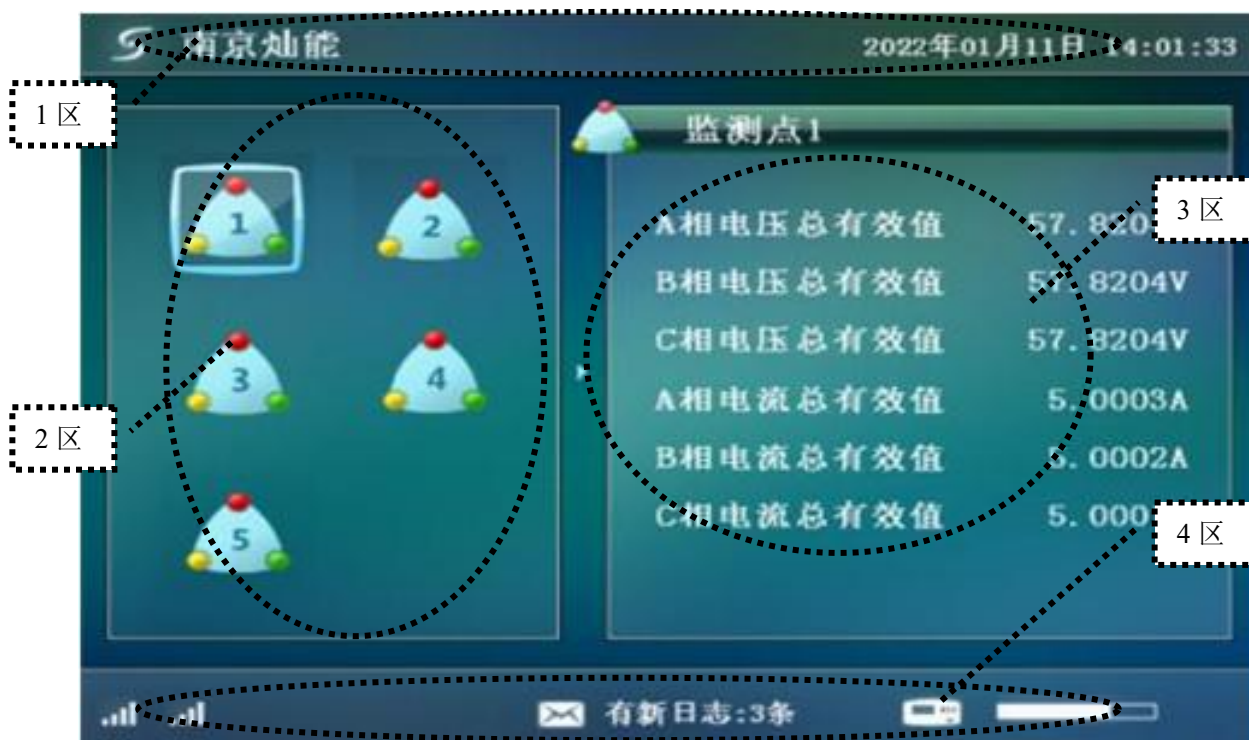 南京灿能 2022年01月11日 14:01:33
1区
监测点1
1 2
A相电压总有效值 57.820
3区
B相电压总有效值 57.8204V
C相电压总有效值 57.8204V
3 4
A相电流总有效值 5.0003A
2区
B相电流总有效值 5.0002A
C相电流总有效值 5.000
4区
5
有新日志:3条